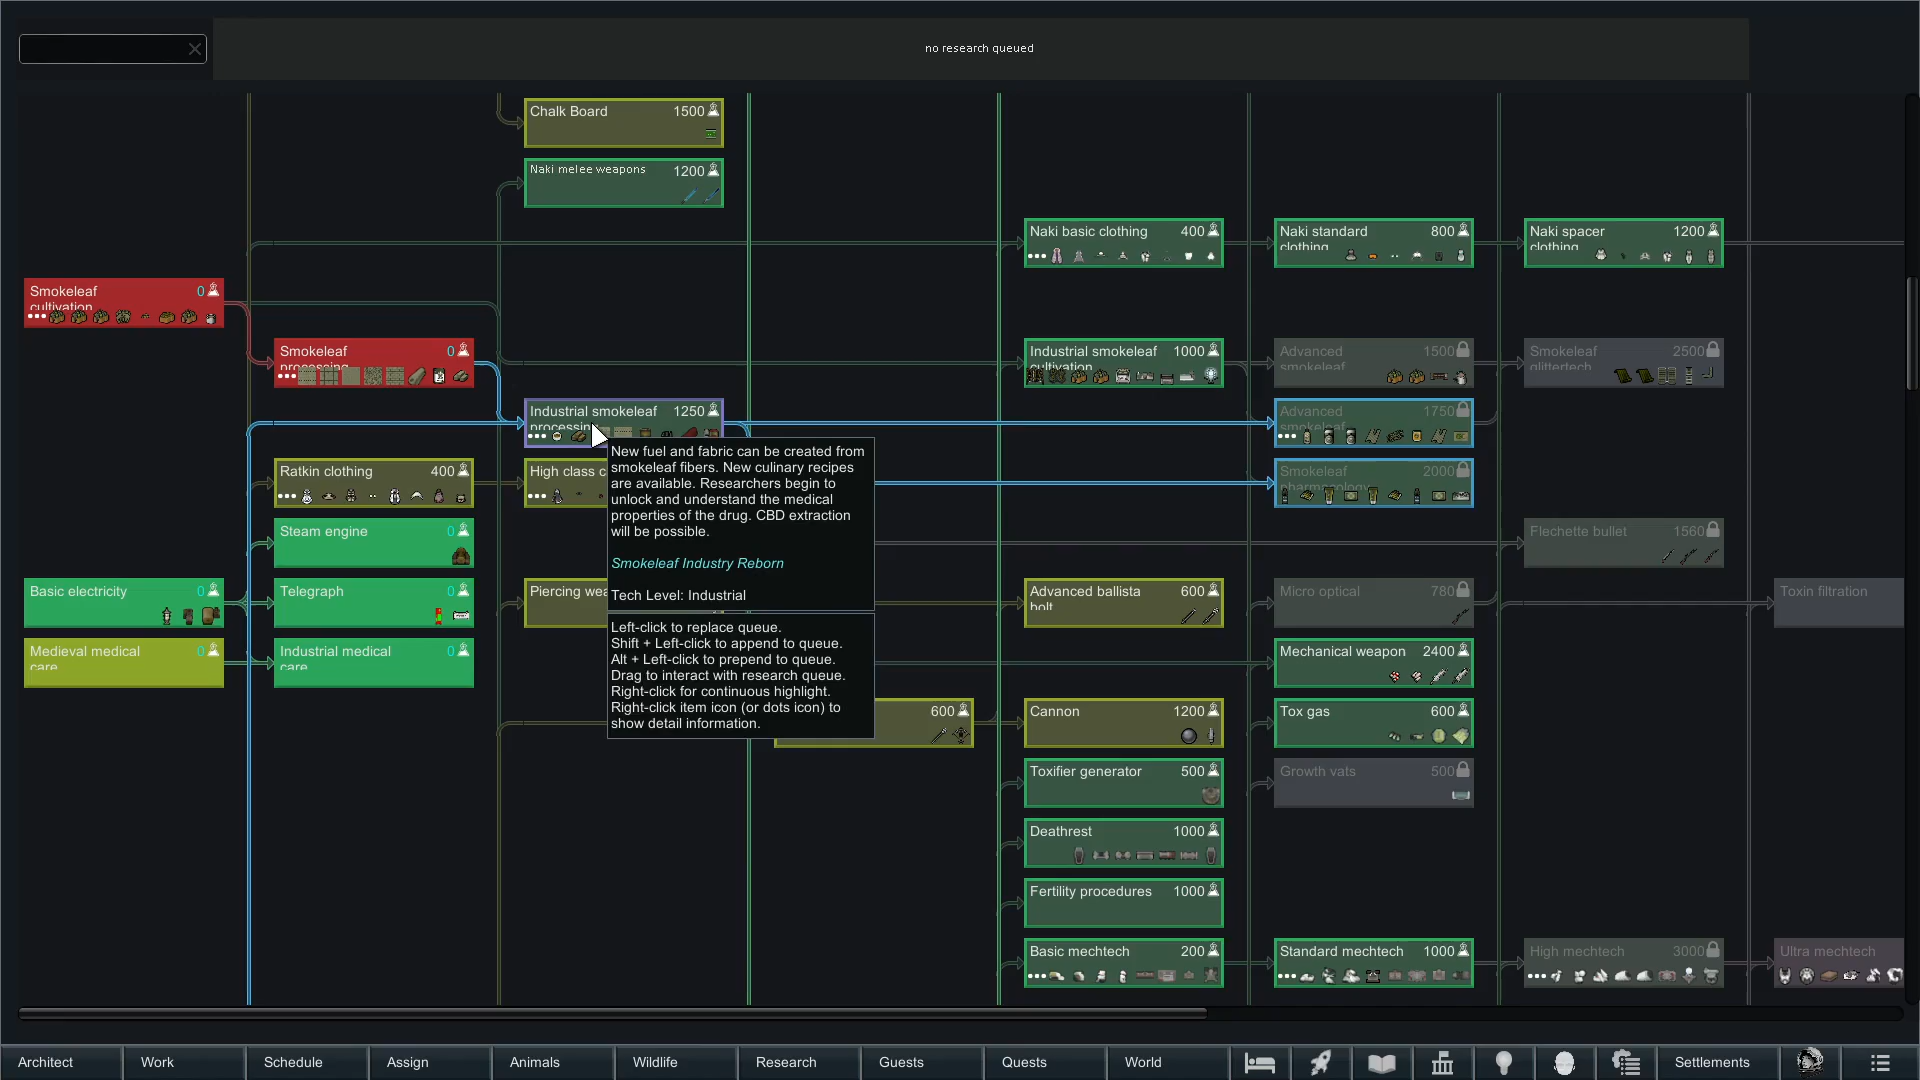 no research queued
Chalk Board 1500
Naki melee weapons 1200
Naki basic clothing 400
Naki standard 800
clothing
Naki spacer 1200
clothing
Smokeleaf 0
cultivation
Smokeleaf 0
processing
Industrial smokeleaf 1000
cultivation
Advanced 1500
smokeleaf
Smokeleaf 2500
glittertech
Industrial smokeleaf 1250
processing
Advanced 1750
smokeleaf
Ratkin clothing 400
High class c
Smokeleaf 2000
pharmacology
Steam engine 0
Flechette bullet 1560
Basic electricity 0
Telegraph 0
Piercing wea
Advanced ballista 600
bolt
Micro optical 780
Toxin filtration
Medieval medical 0
care
Industrial medical 0
care
Mechanical weapon 2400
600
Cannon 1200
Tox gas 600
Toxifier generator 500
Growth vats 500
Deathrest 1000
Fertility procedures 1000
Basic mechtech 200
Standard mechtech 1000
High mechtech 3000
Ultra mechtech
New fuel and fabric can be created from
smokeleaf fibers. New culinary recipes
are available. Researchers begin to
unlock and understand the medical
properties of the drug. CBD extraction
will be possible.
Smokeleaf Industry Reborn
Tech Level: Industrial
Left-click to replace queue.
Shift + Left-click to append to queue.
Alt + Left-click to prepend to queue.
Drag to interact with research queue.
Right-click for continuous highlight.
Right-click item icon (or dots icon) to
show detail information.
Architect Work Schedule Assign Animals Wildlife Research Guests Quests World Settlements